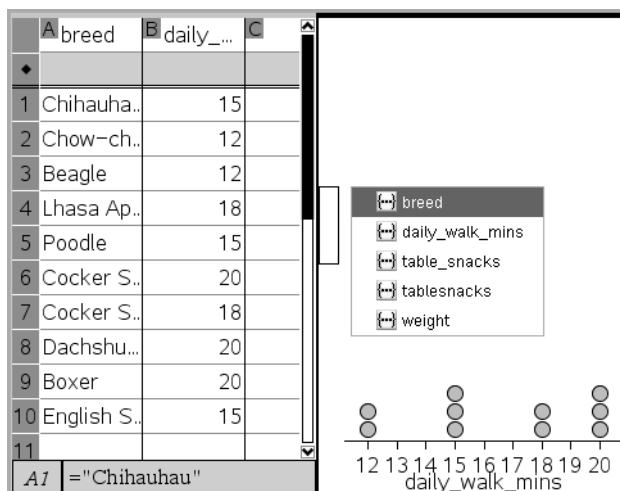 A breed B daily_... C
◆
1 Chihauha.. 15
2 Chow-ch.. 12
3 Beagle 12
4 Lhasa Ap.. 18
5 Poodle 15
6 Cocker S.. 20
7 Cocker S.. 18
8 Dachshu... 20
9 Boxer 20
10 English S.. 15
11
A1 ="Chihauhau"
{···} breed
{···} daily_walk_mins
{···} table_snacks
{···} tablesnacks
{···} weight
12 13 14 15 16 17 18 19 20
daily_walk_mins